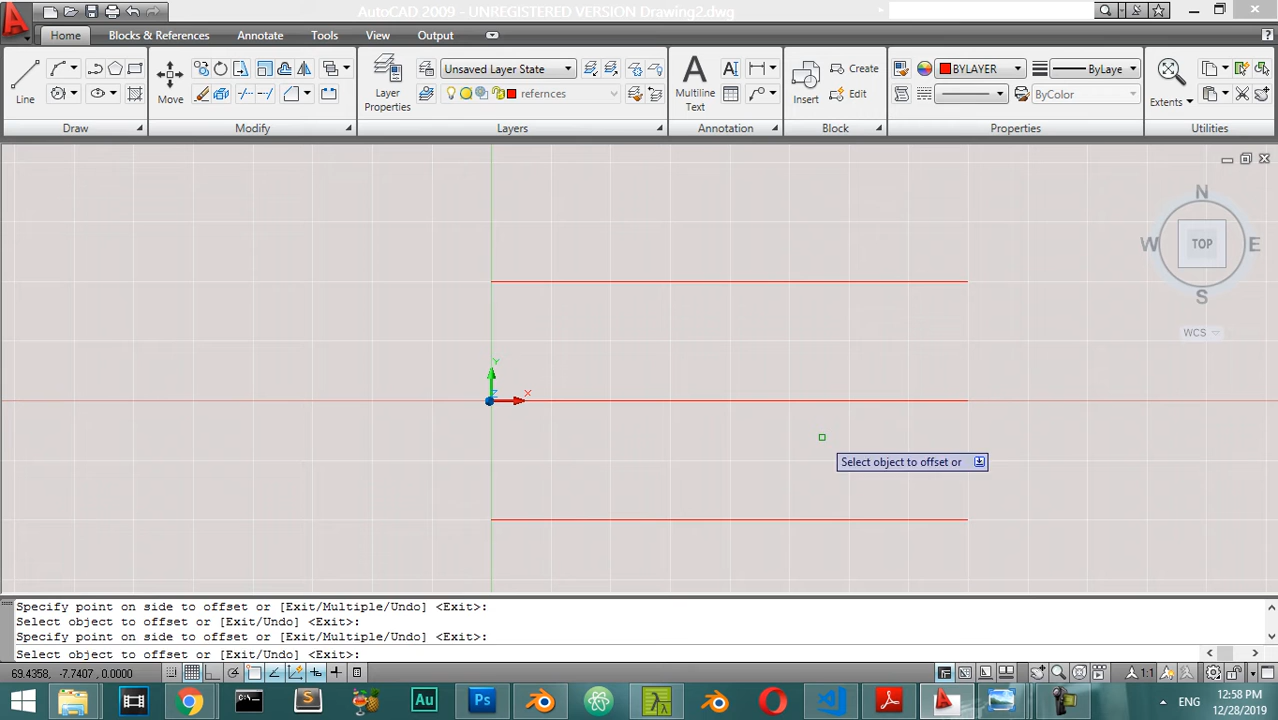 AutoCAD 2009 - UNREGISTERED VERSION Drawing2.dwg
Home Blocks & References Annotate Tools View Output
Unsaved Layer State
refernces
Line
Move
Layer
Properties
Multiline
Text
Insert
Create
Edit
BYLAYER
ByLaye
ByColor
Extents
Draw Modify Layers Annotation Block Properties Utilities
N
W TOP E
S
WCS
Y
Z X
Select object to offset or
Specify point on side to offset or [Exit/Multiple/Undo] <Exit>:
Select object to offset or [Exit/Undo] <Exit>:
Specify point on side to offset or [Exit/Multiple/Undo] <Exit>:
Select object to offset or [Exit/Undo] <Exit>:
69.4358, -7.7407, 0.0000
1:1
Au
Ps
ENG
12:58 PM
12/28/2019